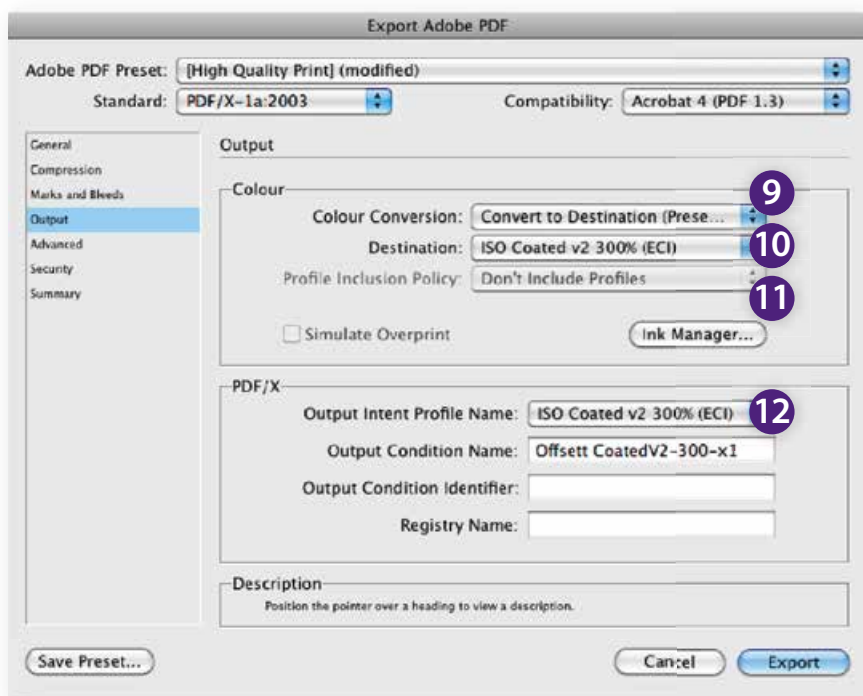 Export Adobe PDF
Adobe PDF Preset: [High Quality Print] (modified)
Standard: PDF/X-1a:2003 Compatibility: Acrobat 4 (PDF 1.3)
General
Compression
Marks and Bleeds
Output
Advanced
Security
Summary
Output
Colour
Colour Conversion: Convert to Destination (Prese... 9
Destination: ISO Coated v2 300% (ECI) 10
Profile Inclusion Policy: Don't Include Profiles 11
Simulate Overprint Ink Manager...
PDF/X
Output Intent Profile Name: ISO Coated v2 300% (ECI) 12
Output Condition Name: Offsett CoatedV2-300-x1
Output Condition Identifier:
Registry Name:
Description
Position the pointer over a heading to view a description.
Save Preset... Cancel Export